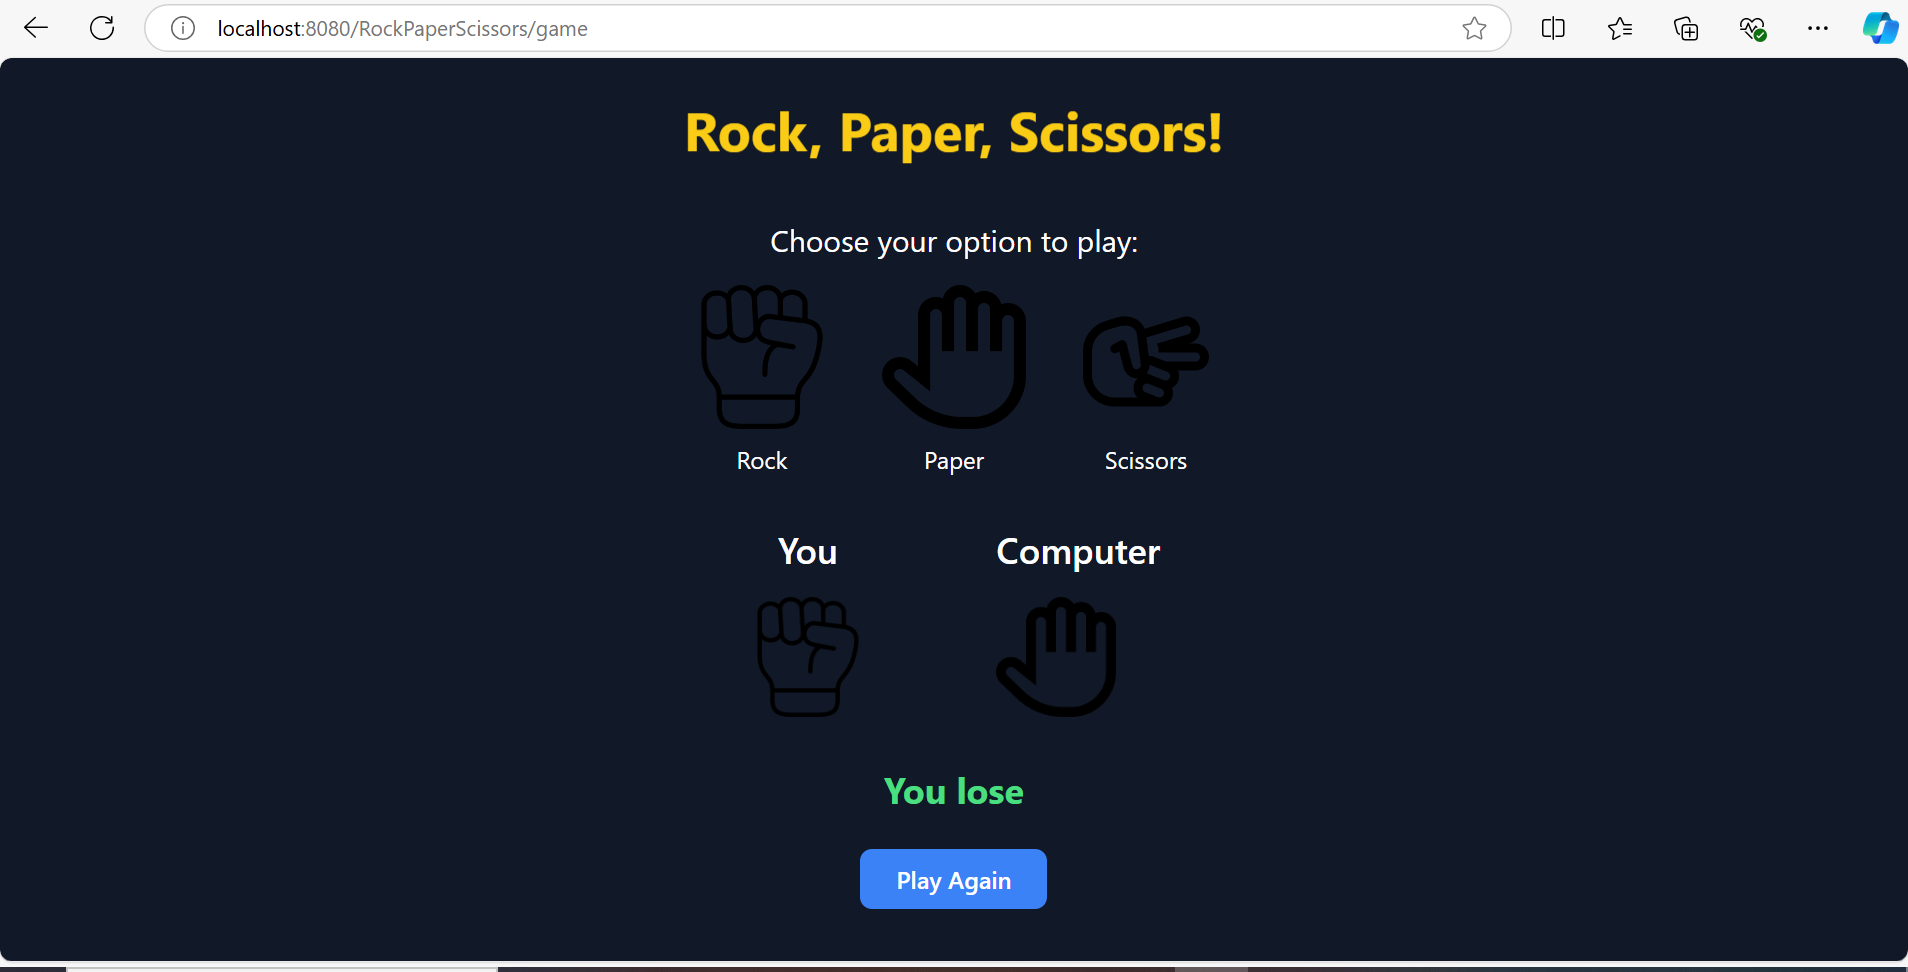 localhost:8080/RockPaperScissors/game
Rock, Paper, Scissors!
Choose your option to play:
Rock Paper Scissors
You Computer
You lose
Play Again